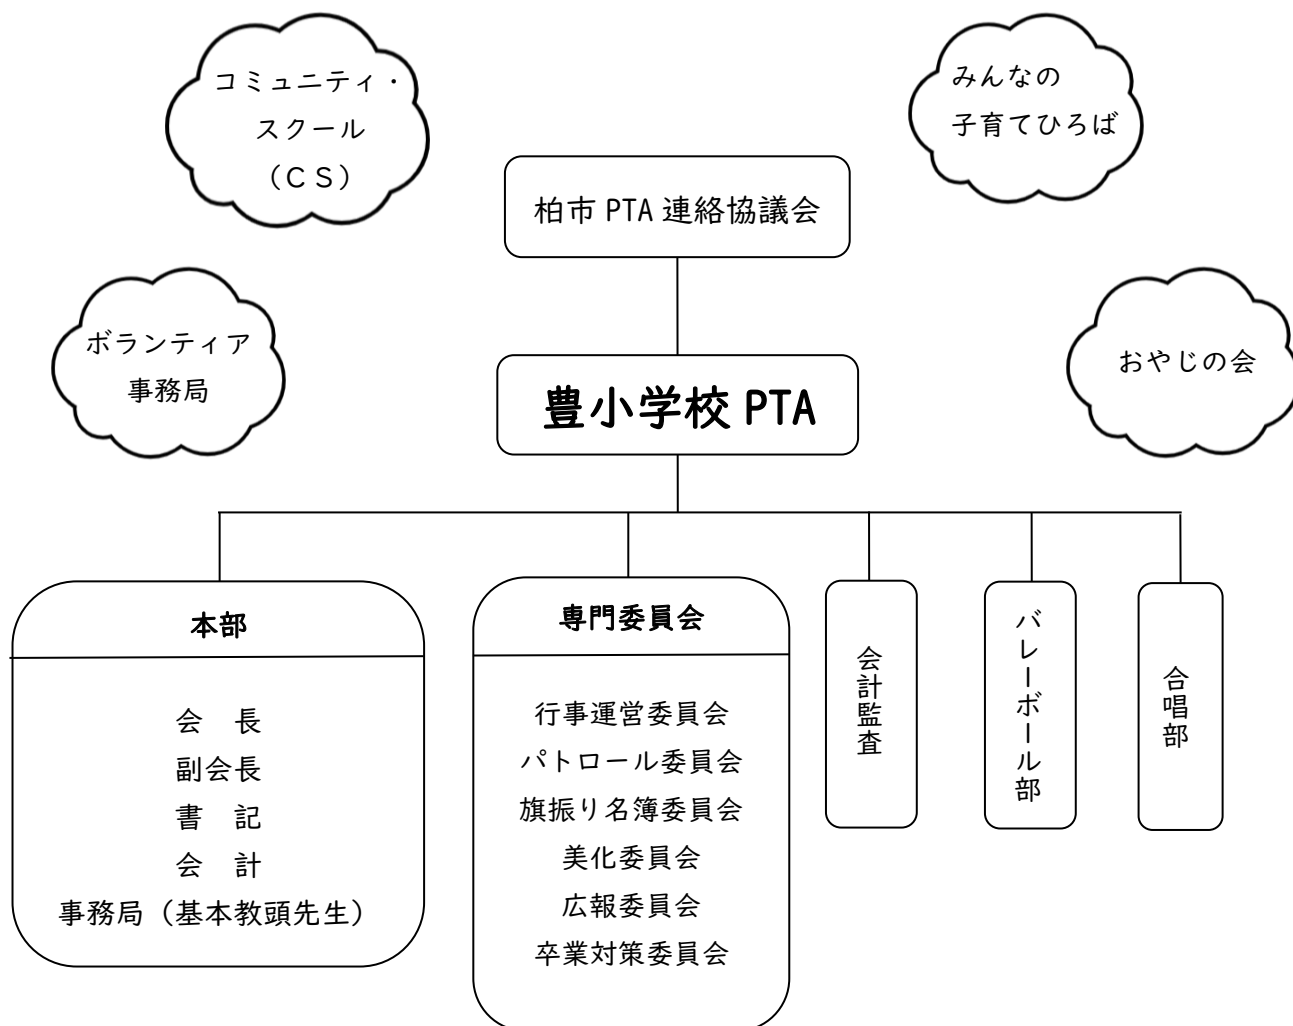 コミュニティ・
スクール
（ＣＳ）
みんなの
子育てひろば
柏市 PTA 連絡協議会
ボランティア
事務局
豊小学校 PTA
おやじの会
本部
会　長
副会長
書　記
会　計
事務局（基本教頭先生）
専門委員会
行事運営委員会
パトロール委員会
旗振り名簿委員会
美化委員会
広報委員会
卒業対策委員会
会計監査
バレーボール部
合唱部